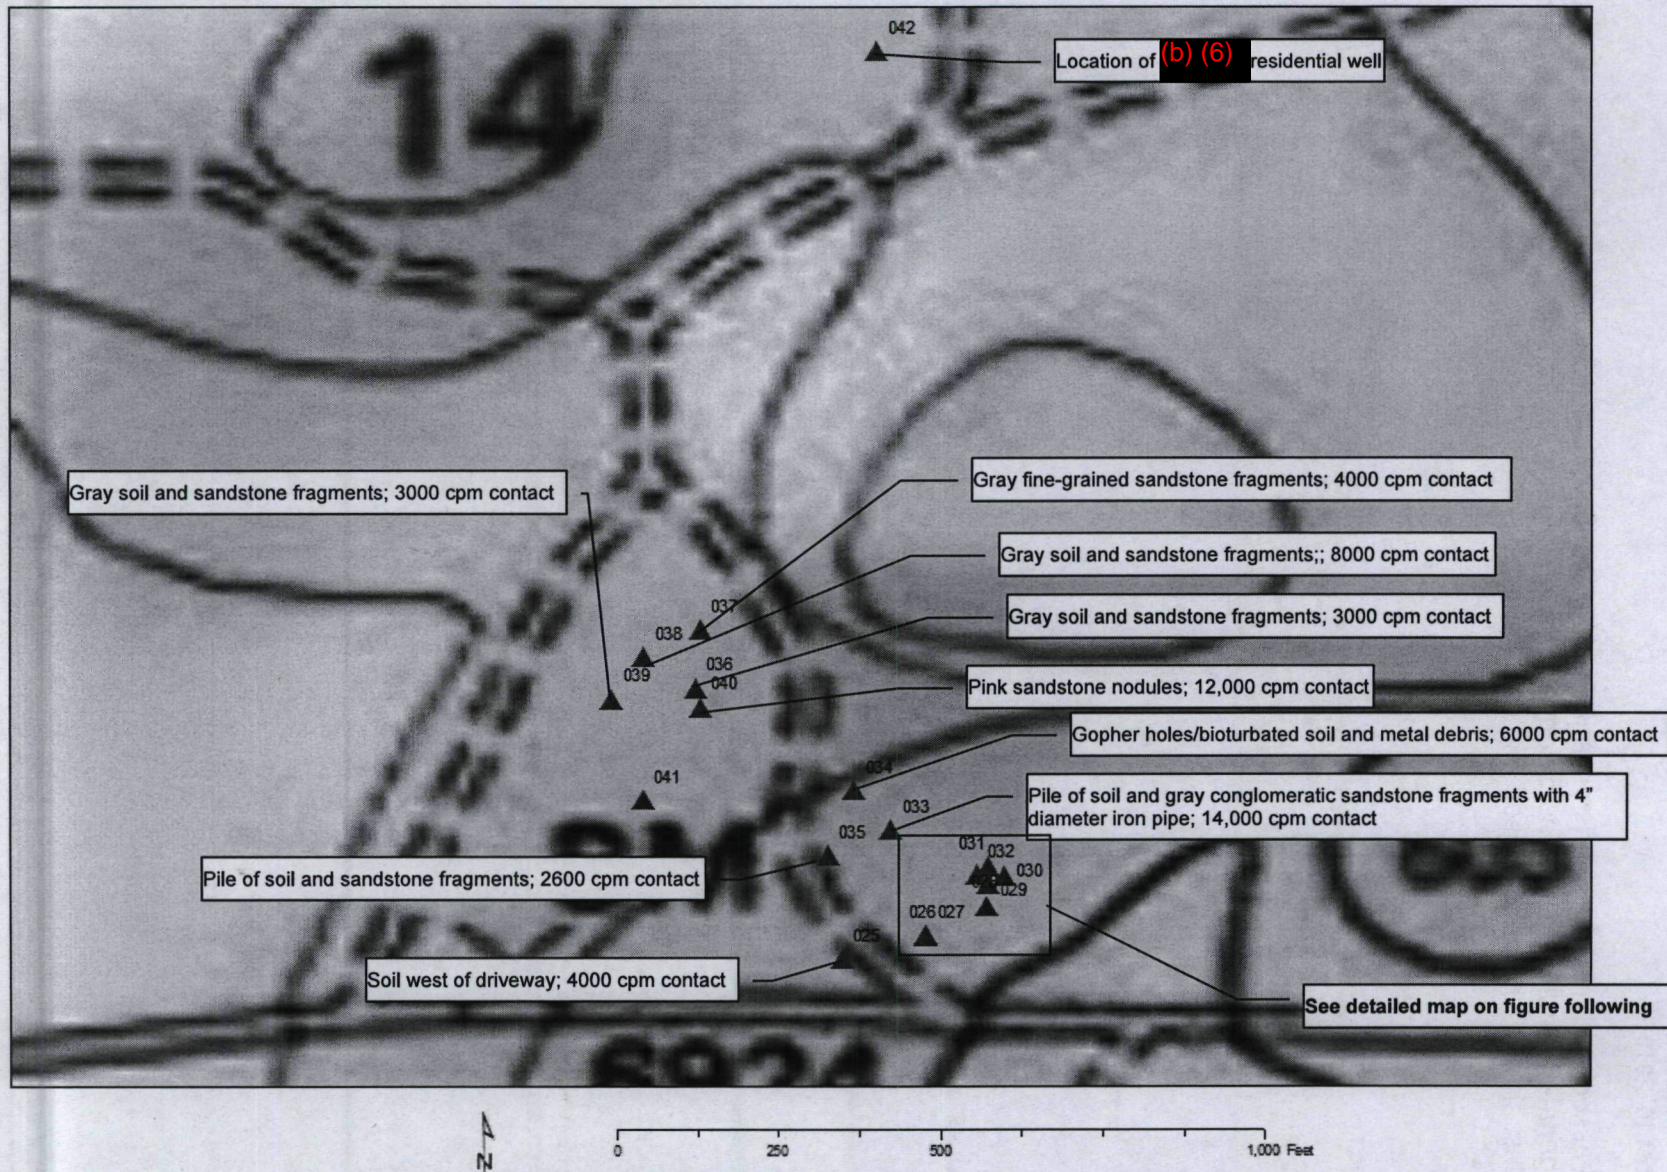 042
14
Location of (b) (6) residential well
Gray soil and sandstone fragments; 3000 cpm contact
Gray fine-grained sandstone fragments; 4000 cpm contact
Gray soil and sandstone fragments;; 8000 cpm contact
037
Gray soil and sandstone fragments; 3000 cpm contact
038
036
039
040
Pink sandstone nodules; 12,000 cpm contact
Gopher holes/bioturbated soil and metal debris; 6000 cpm contact
034
041
Pile of soil and gray conglomeratic sandstone fragments with 4"
diameter iron pipe; 14,000 cpm contact
033
035
031
032
030
029
Pile of soil and sandstone fragments; 2600 cpm contact
026
027
025
Soil west of driveway; 4000 cpm contact
See detailed map on figure following
N
0 250 500 1,000 Feet